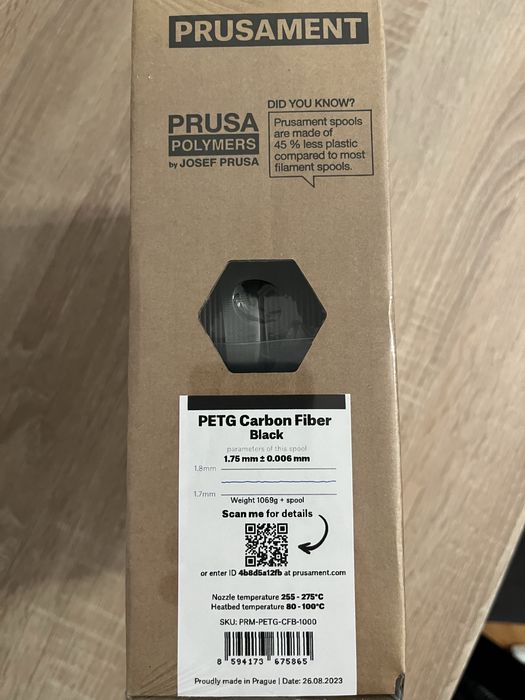 PRUSAMENT
DID YOU KNOW?
Prusament spools
are made of
45 % less plastic
compared to most
filament spools.
PRUSA
POLYMERS
by JOSEF PRUSA
PETG Carbon Fiber
Black
parameters of this spool
1.75 mm ± 0.006 mm
1.8mm
1.7mm
Weight 1069g + spool
Scan me for details
or enter ID 4b8d5a12fb at prusament.com
Nozzle temperature 255 - 275°C
Heatbed temperature 80 - 100°C
SKU: PRM-PETG-CFB-1000
8 594173 675865
Proudly made in Prague | Date: 26.08.2023